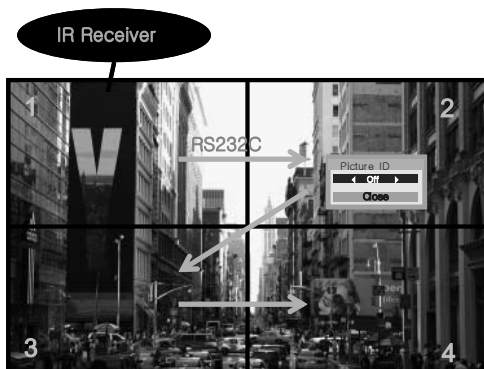 IR Receiver
1
2
V
RS232C
Picture ID
Off
Close
3
4